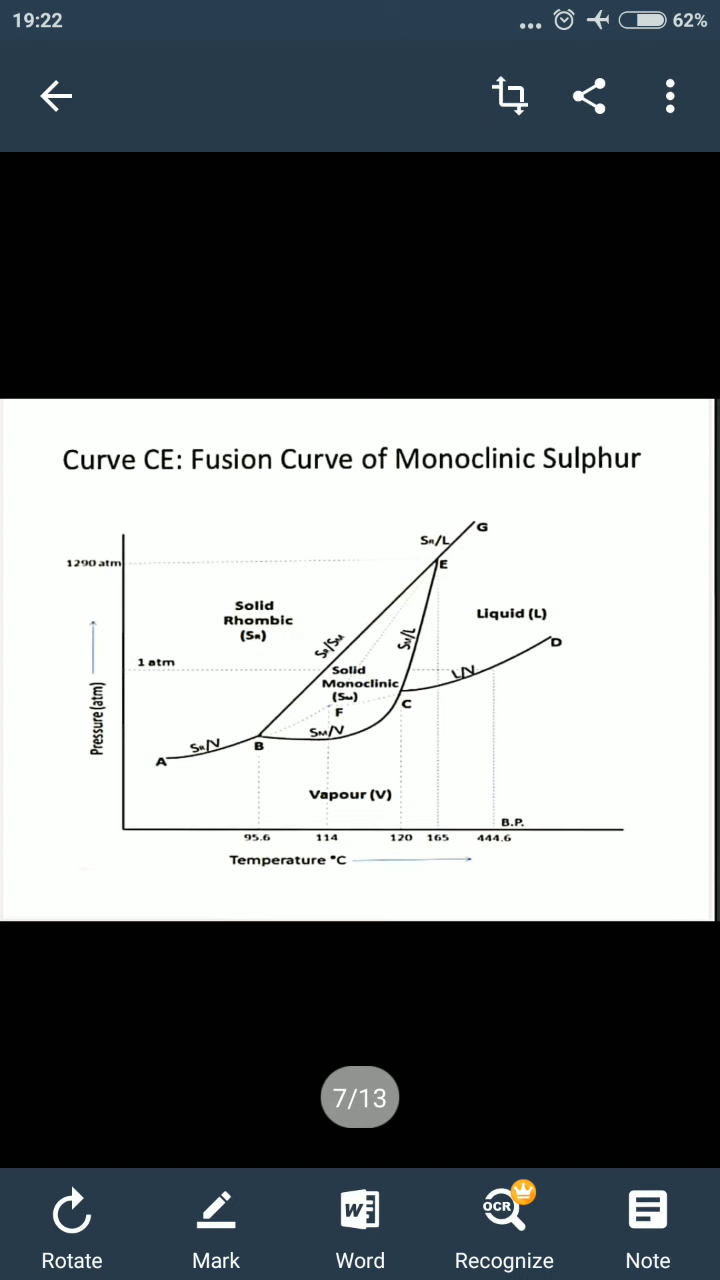 19:22
62%
Curve CE: Fusion Curve of Monoclinic Sulphur
G
SR/L
1290 atm
E
Solid
Rhombic
(SR)
Liquid (L)
Pressure(atm)
SR/SM
SM/L
D
1 atm
Solid
Monoclinic
(SM)
L/V
C
F
SM/V
SR/V
B
A
Vapour (V)
B.P.
95.6 114 120 165 444.6
Temperature °C
7/13
OCR
W
Rotate Mark Word Recognize Note